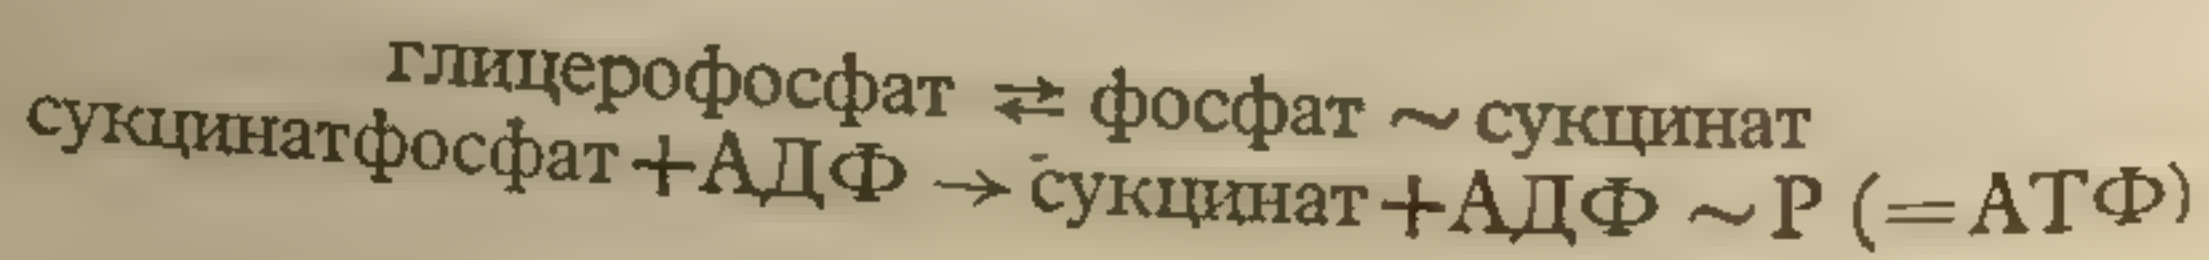 глицерофосфат ⇄ фосфат ~ сукцинат
сукцинатфосфат+АДФ → сукцинат+АДФ ~ Р (=АТФ)